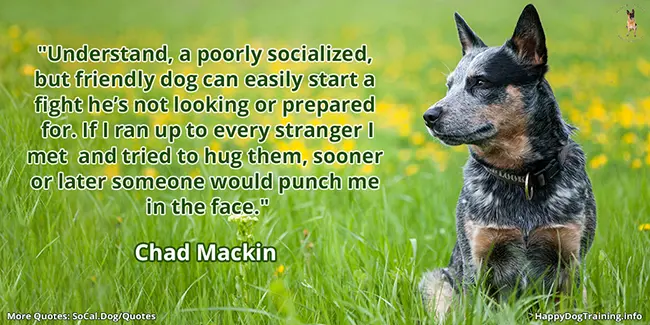 "Understand, a poorly socialized,
but friendly dog can easily start a
fight he’s not looking or prepared
for. If I ran up to every stranger I
met and tried to hug them, sooner
or later someone would punch me
in the face."
Chad Mackin
More Quotes: SoCal.Dog/Quotes
HappyDogTraining.Info